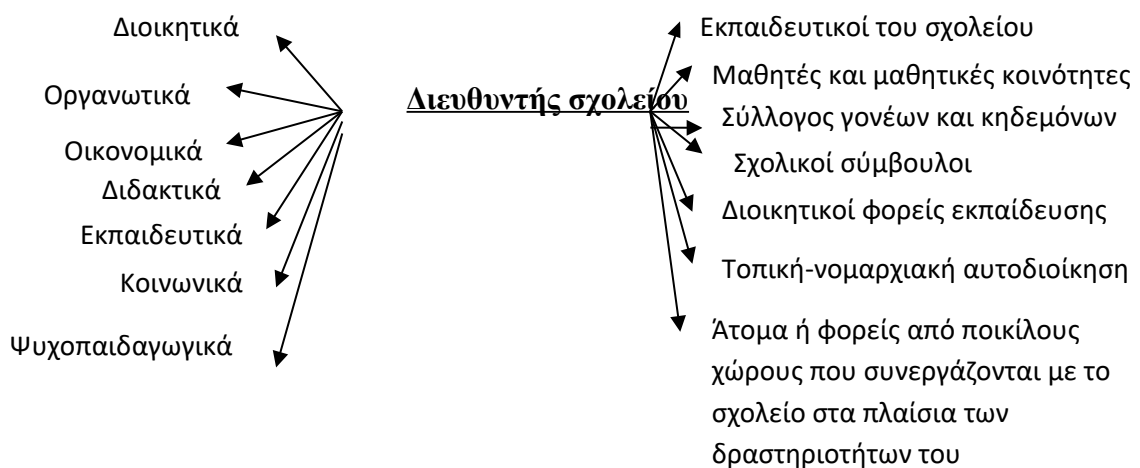 Διοικητικά
Οργανωτικά
Οικονομικά
Διδακτικά
Εκπαιδευτικά
Κοινωνικά
Ψυχοπαιδαγωγικά
Διευθυντής σχολείου
Εκπαιδευτικοί του σχολείου
Μαθητές και μαθητικές κοινότητες
Σύλλογος γονέων και κηδεμόνων
Σχολικοί σύμβουλοι
Διοικητικοί φορείς εκπαίδευσης
Τοπική-νομαρχιακή αυτοδιοίκηση
Άτομα ή φορείς από ποικίλους
χώρους που συνεργάζονται με το
σχολείο στα πλαίσια των
δραστηριοτήτων του